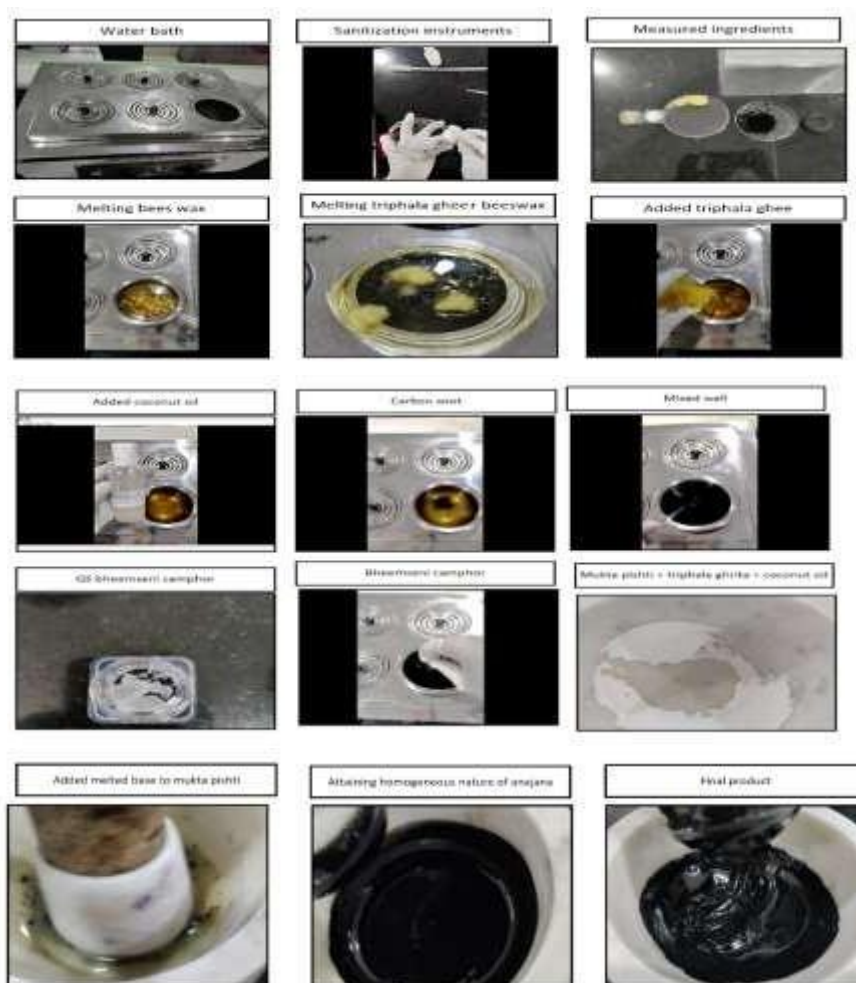 Water bath
Sanilization instruments
Measured ingredients
Melting bees wax
Melting triphala gheer beeswax
Added triphala ghee
Added coconut oil
Carbon soot
Mixed well
QS bheemseni camphor
Bheemseni camphor
Mukta pishti + triphala ghrita + coconut oil
Added melted base to mukta pishti
Attaining homogeneous nature of anajana
Final product